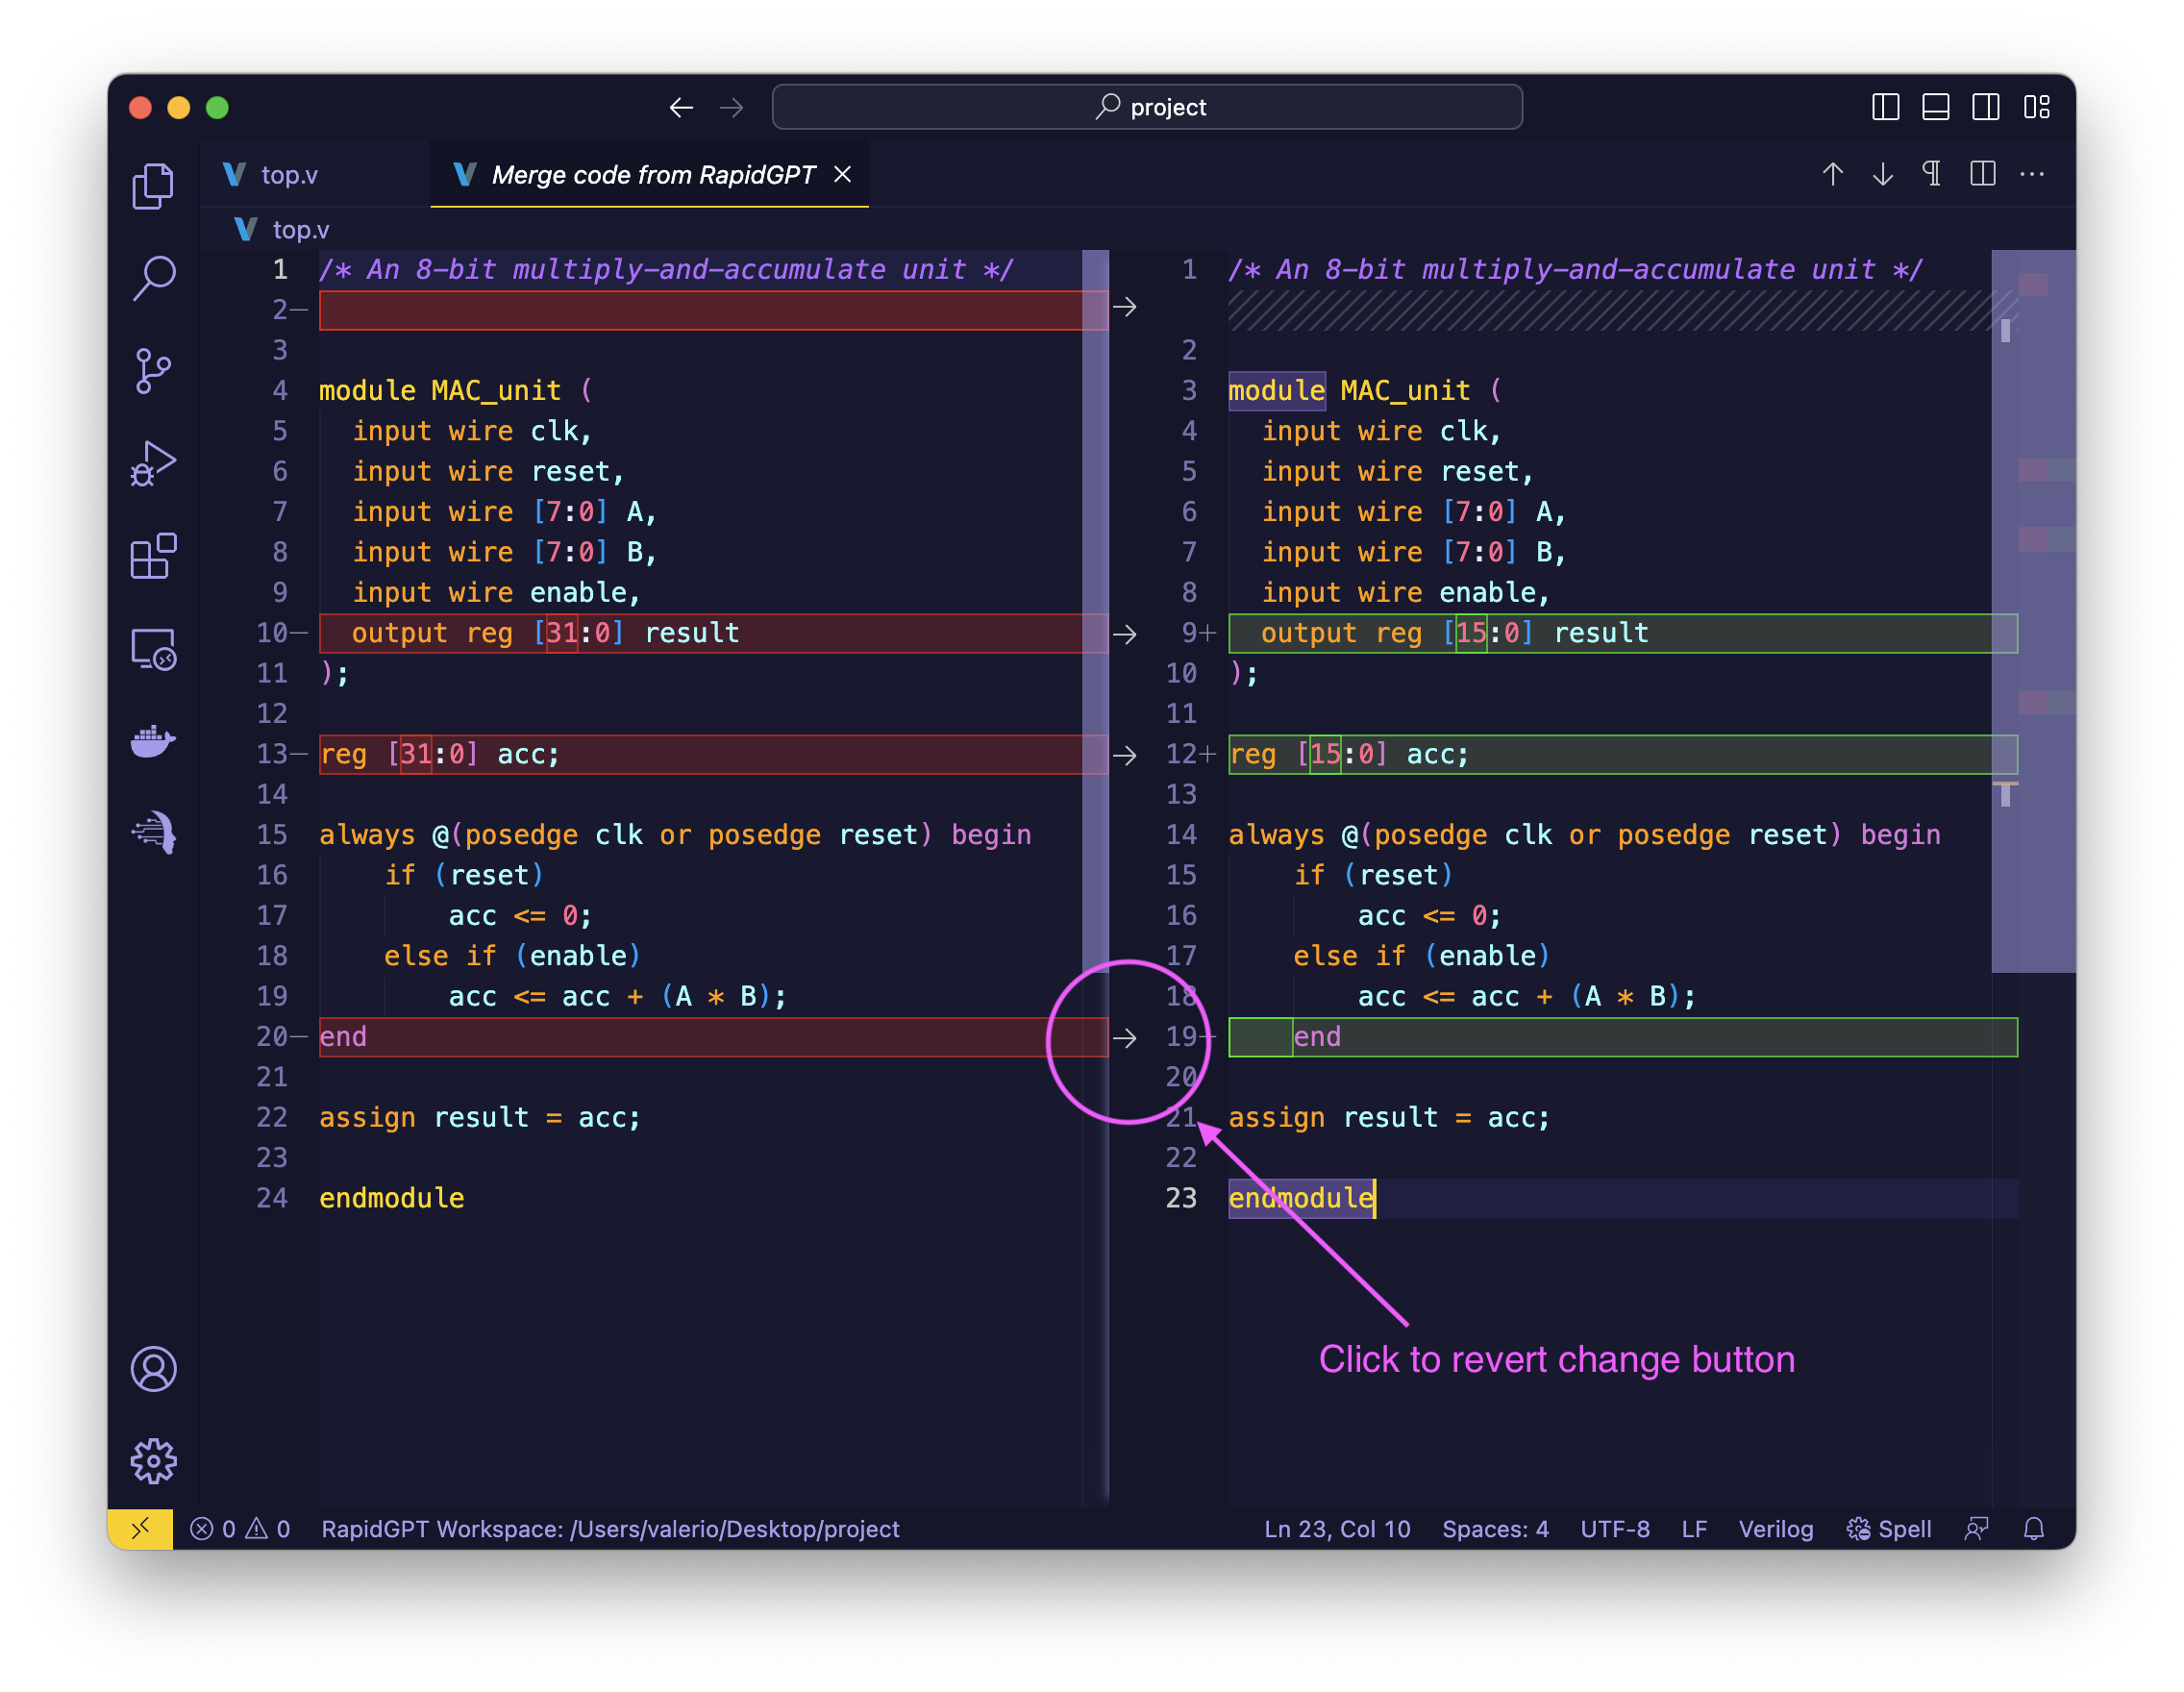 project
top.v
Merge code from RapidGPT
top.v
1 /* An 8-bit multiply-and-accumulate unit */
2—
3
4 module MAC_unit (
5 input wire clk,
6 input wire reset,
7 input wire [7:0] A,
8 input wire [7:0] B,
9 input wire enable,
10— output reg [31:0] result
11 );
12
13— reg [31:0] acc;
14
15 always @(posedge clk or posedge reset) begin
16 if (reset)
17 acc <= 0;
18 else if (enable)
19 acc <= acc + (A * B);
20— end
21
22 assign result = acc;
23
24 endmodule
1 /* An 8-bit multiply-and-accumulate unit */
2
3 module MAC_unit (
4 input wire clk,
5 input wire reset,
6 input wire [7:0] A,
7 input wire [7:0] B,
8 input wire enable,
9+ output reg [15:0] result
10 );
11
12+ reg [15:0] acc;
13
14 always @(posedge clk or posedge reset) begin
15 if (reset)
16 acc <= 0;
17 else if (enable)
18 acc <= acc + (A * B);
19+ end
20
21 assign result = acc;
22
23 endmodule
Click to revert change button
0 0 RapidGPT Workspace: /Users/valerio/Desktop/project Ln 23, Col 10 Spaces: 4 UTF-8 LF Verilog Spell